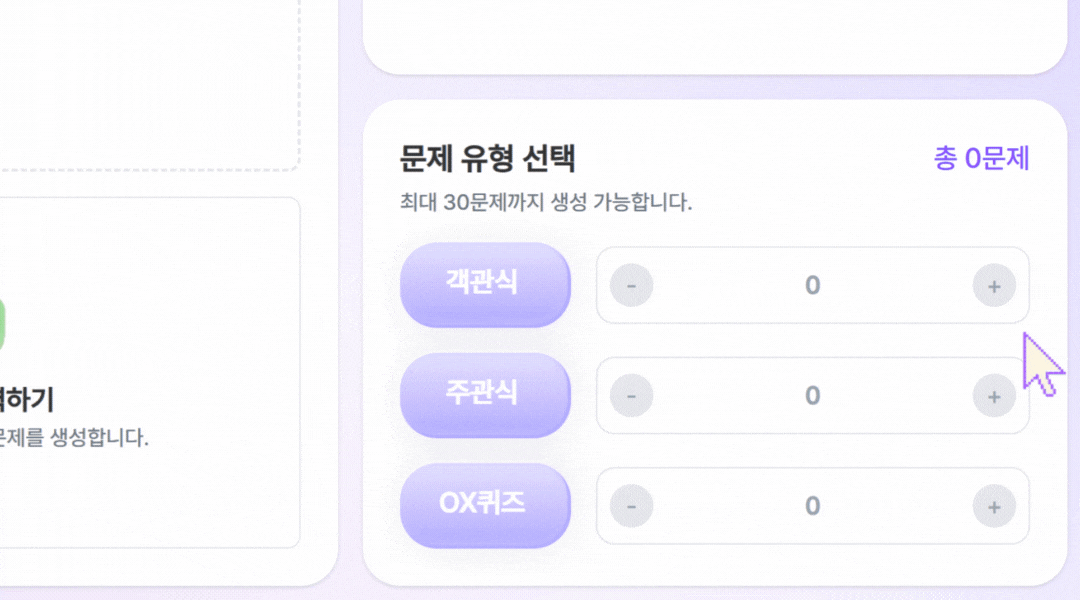 문제 유형 선택
총 0문제
최대 30문제까지 생성 가능합니다.
객관식
- 0 +
주관식
- 0 +
OX퀴즈
- 0 +
하기
문제를 생성합니다.